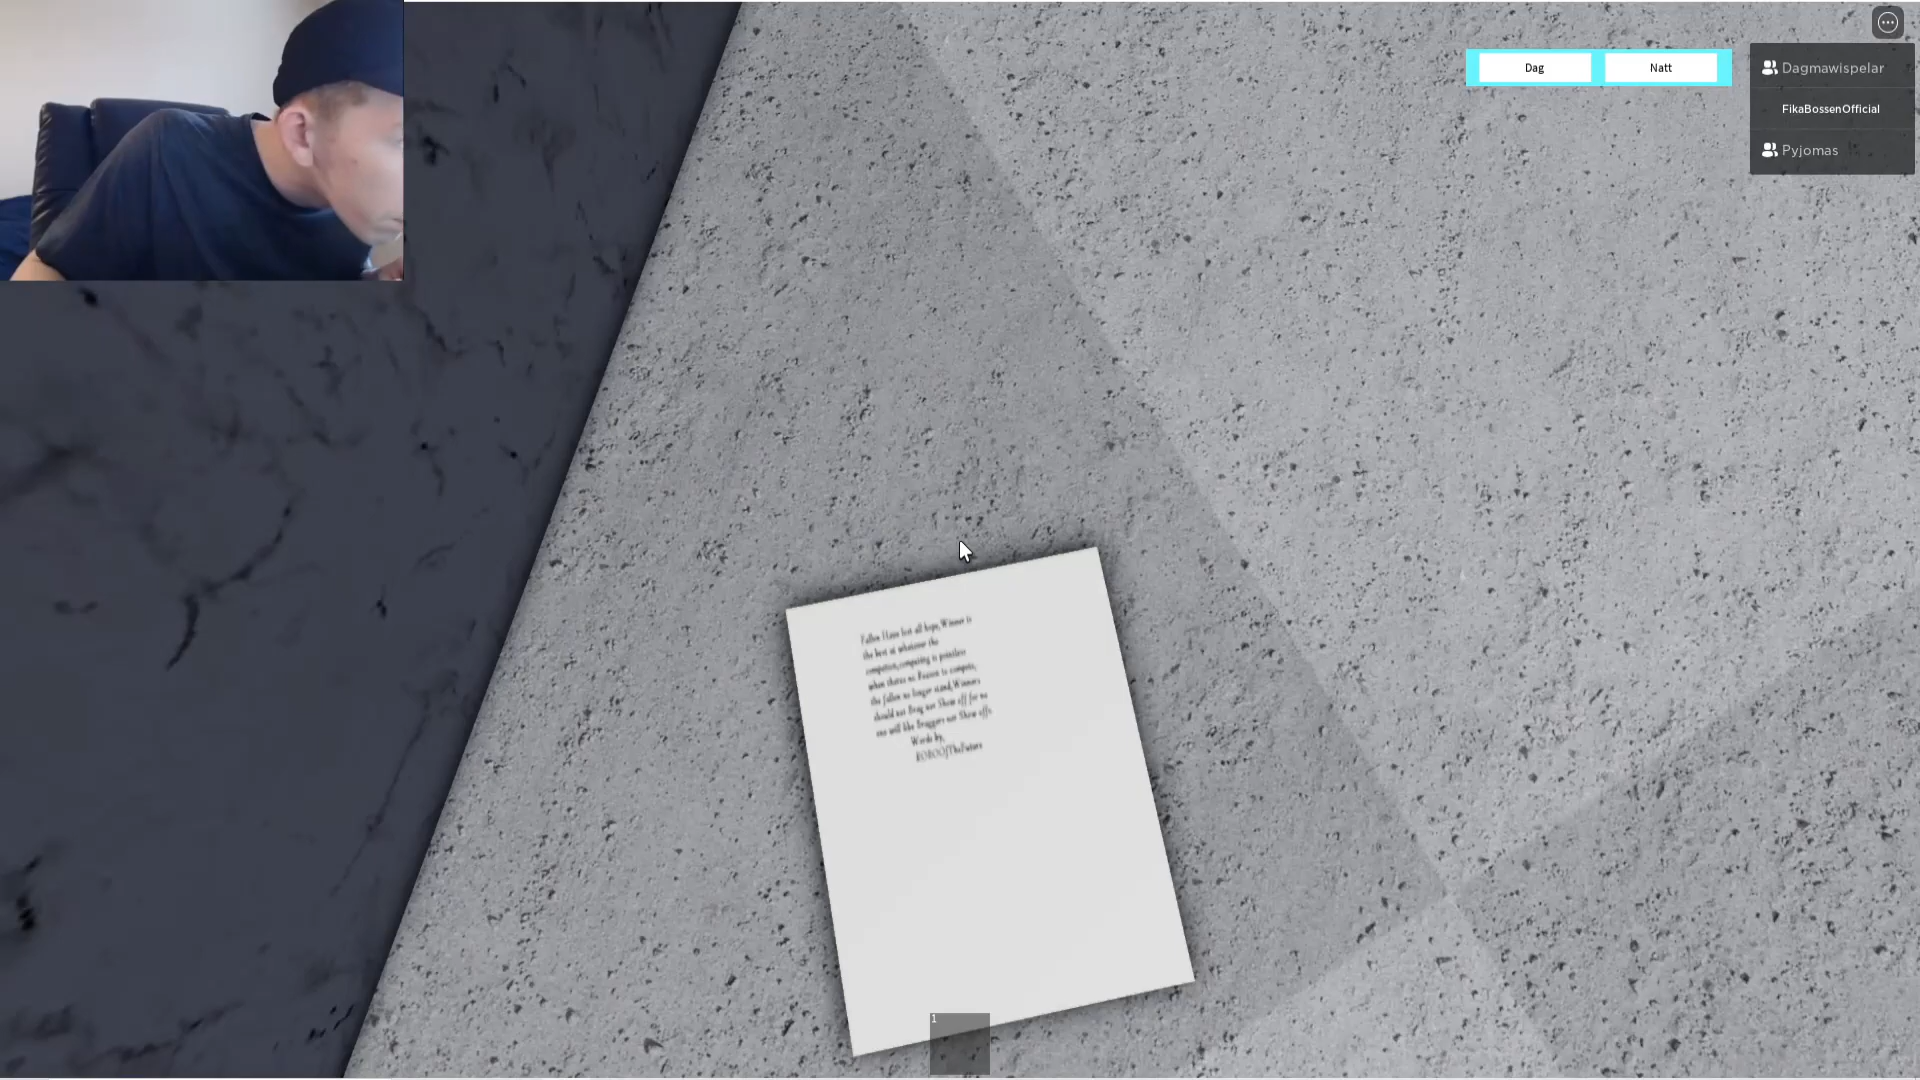 Dag
Natt
Dagmawispelar
FikaBossenOfficial
Pyjomas
Fallen I have lost all hope, Winner is
the best at whatever the
competion, competing is pointless
when theres no Reason to compete,
the fallen no longer stand, Winners
should not Brag nor Show off for no
one will like Braggers nor Show offs.
Words by,
1